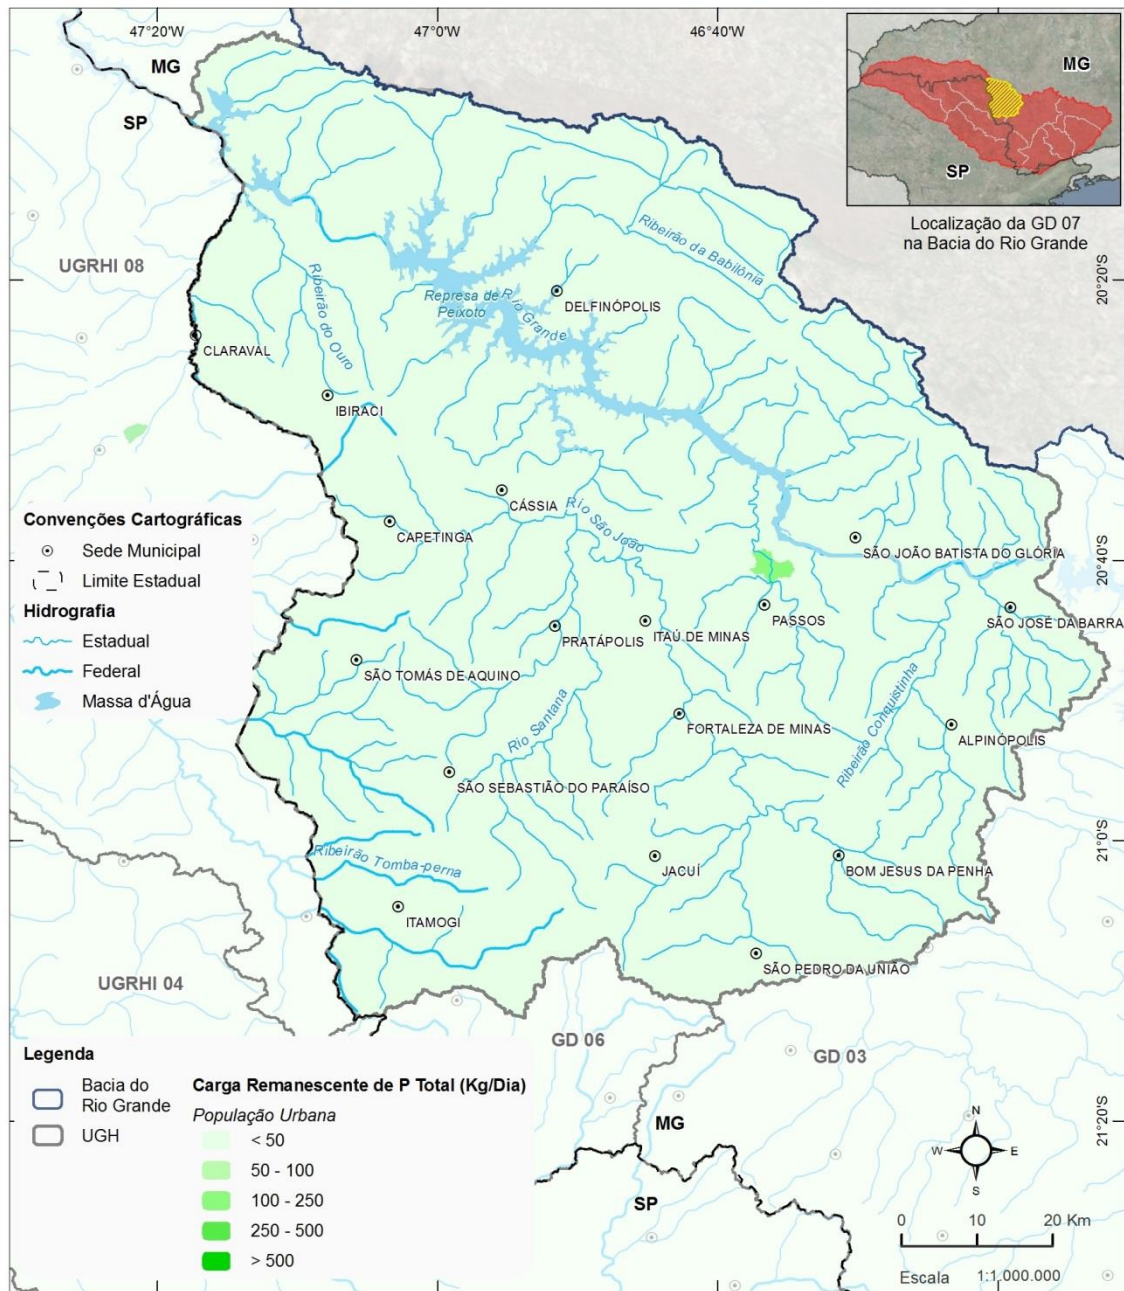 47°20'W
47°0'W
46°40'W
MG
SP
MG
SP
Localização da GD 07
na Bacia do Rio Grande
20°20'S
20°40'S
21°0'S
21°20'S
UGRHI 08
Ribeirão da Babilônia
Ribeirão do Ouro
Represa de
Peixoto
Rio Grande
DELFINÓPOLIS
CLARAVAL
IBIRACI
CÁSSIA
CAPETINGA
Rio São João
SÃO JOÃO BATISTA DO GLÓRIA
PASSOS
SÃO JOSÉ DA BARRA
PRATÁPOLIS
ITAÚ DE MINAS
SÃO TOMÁS DE AQUINO
Rio Santana
FORTALEZA DE MINAS
Ribeirão Conquistinha
ALPINÓPOLIS
SÃO SEBASTIÃO DO PARAÍSO
Ribeirão Tomba-perna
JACUÍ
BOM JESUS DA PENHA
ITAMOGI
SÃO PEDRO DA UNIÃO
UGRHI 04
GD 06
GD 03
MG
SP
Convenções Cartográficas
Sede Municipal
Limite Estadual
Hidrografia
Estadual
Federal
Massa d'Água
Legenda
Bacia do
Rio Grande
UGH
Carga Remanescente de P Total (Kg/Dia)
População Urbana
< 50
50 - 100
100 - 250
250 - 500
> 500
N
W
E
S
0 10 20 Km
Escala 1:1.000.000